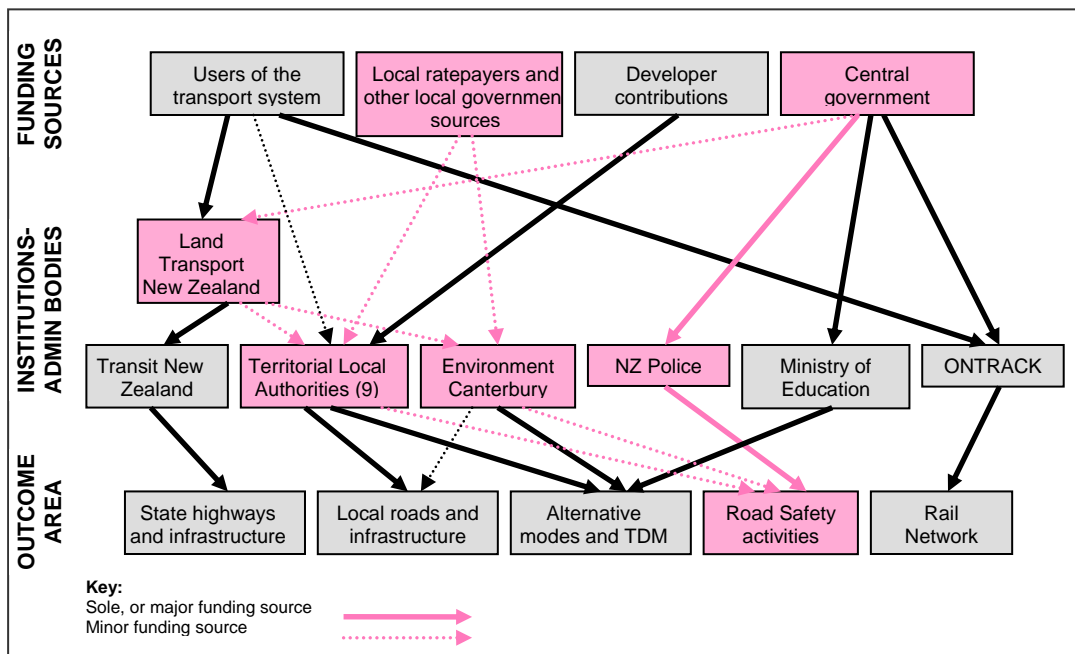 FUNDING
SOURCES
Users of the
transport system
Local ratepayers and
other local governmen
sources
Developer
contributions
Central
government
INSTITUTIONS-
ADMIN BODIES
Land
Transport
New Zealand
Transit New
Zealand
Territorial Local
Authorities (9)
Environment
Canterbury
NZ Police
Ministry of
Education
ONTRACK
OUTCOME
AREA
State highways
and infrastructure
Local roads and
infrastructure
Alternative
modes and TDM
Road Safety
activities
Rail
Network
Key:
Sole, or major funding source
Minor funding source